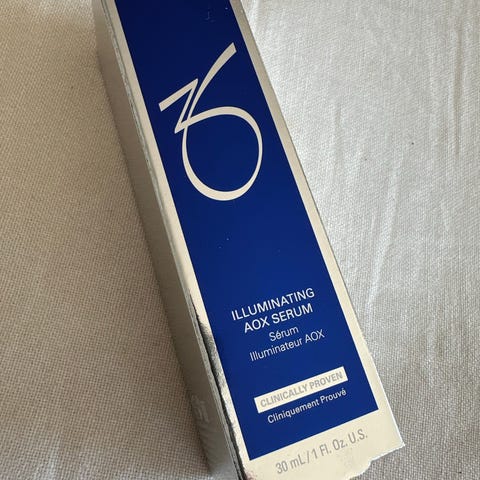 ZO
ILLUMINATING
AOX SERUM
Sérum
Illuminateur AOX
CLINICALLY PROVEN
Cliniquement Prouvé
30 mL/1 Fl. Oz. U.S.